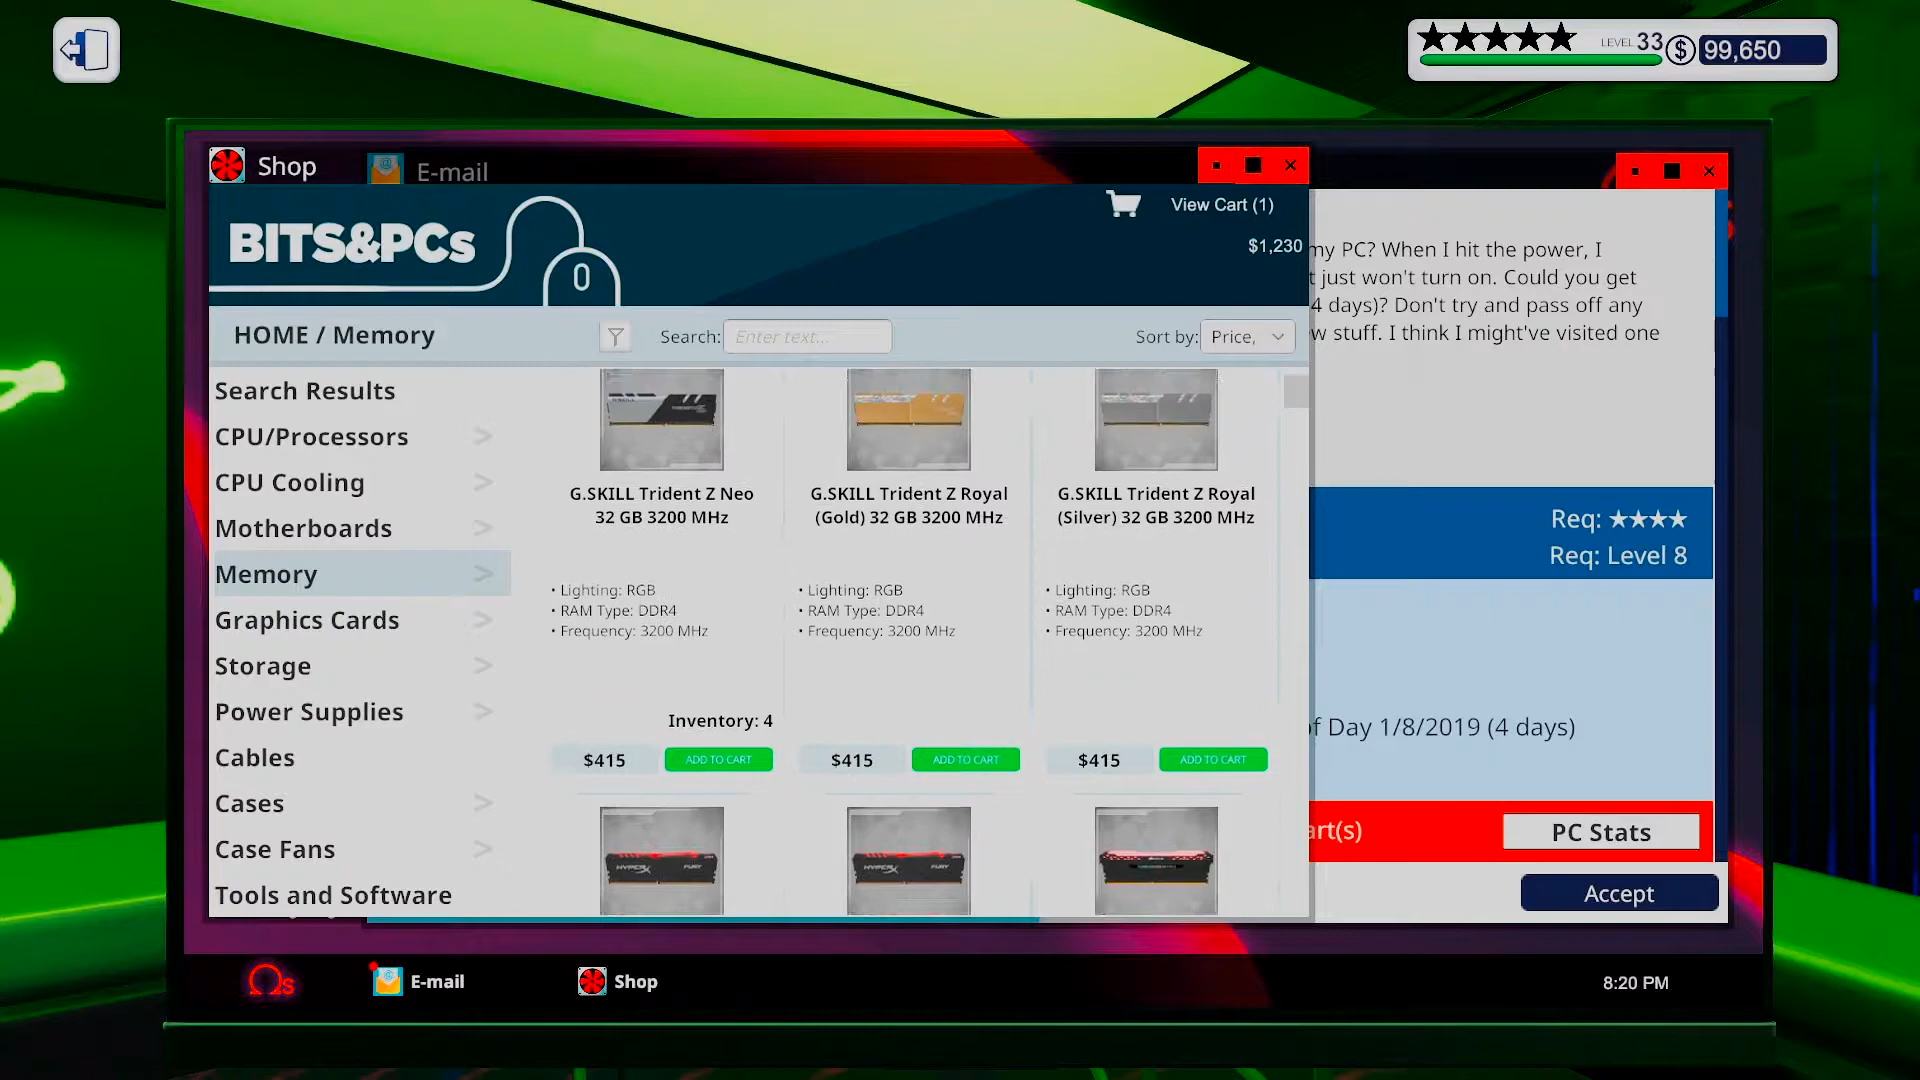 LEVEL 33
$ 99,650
Shop
E-mail
BITS&PCs
View Cart (1)
$1,230
HOME / Memory
Search: Enter text...
Sort by: Price,
Search Results
CPU/Processors >
CPU Cooling >
Motherboards >
Memory >
Graphics Cards >
Storage >
Power Supplies >
Cables
Cases >
Case Fans >
Tools and Software
G.SKILL Trident Z Neo
32 GB 3200 MHz
• Lighting: RGB
• RAM Type: DDR4
• Frequency: 3200 MHz
Inventory: 4
$415 ADD TO CART
G.SKILL Trident Z Royal
(Gold) 32 GB 3200 MHz
• Lighting: RGB
• RAM Type: DDR4
• Frequency: 3200 MHz
$415 ADD TO CART
G.SKILL Trident Z Royal
(Silver) 32 GB 3200 MHz
• Lighting: RGB
• RAM Type: DDR4
• Frequency: 3200 MHz
$415 ADD TO CART
HYPERX FURY
HYPERX FURY
my PC? When I hit the power, I
t just won't turn on. Could you get
4 days)? Don't try and pass off any
w stuff. I think I might've visited one
Req: ★★★★
Req: Level 8
of Day 1/8/2019 (4 days)
art(s)
PC Stats
Accept
Ωs
E-mail
Shop
8:20 PM